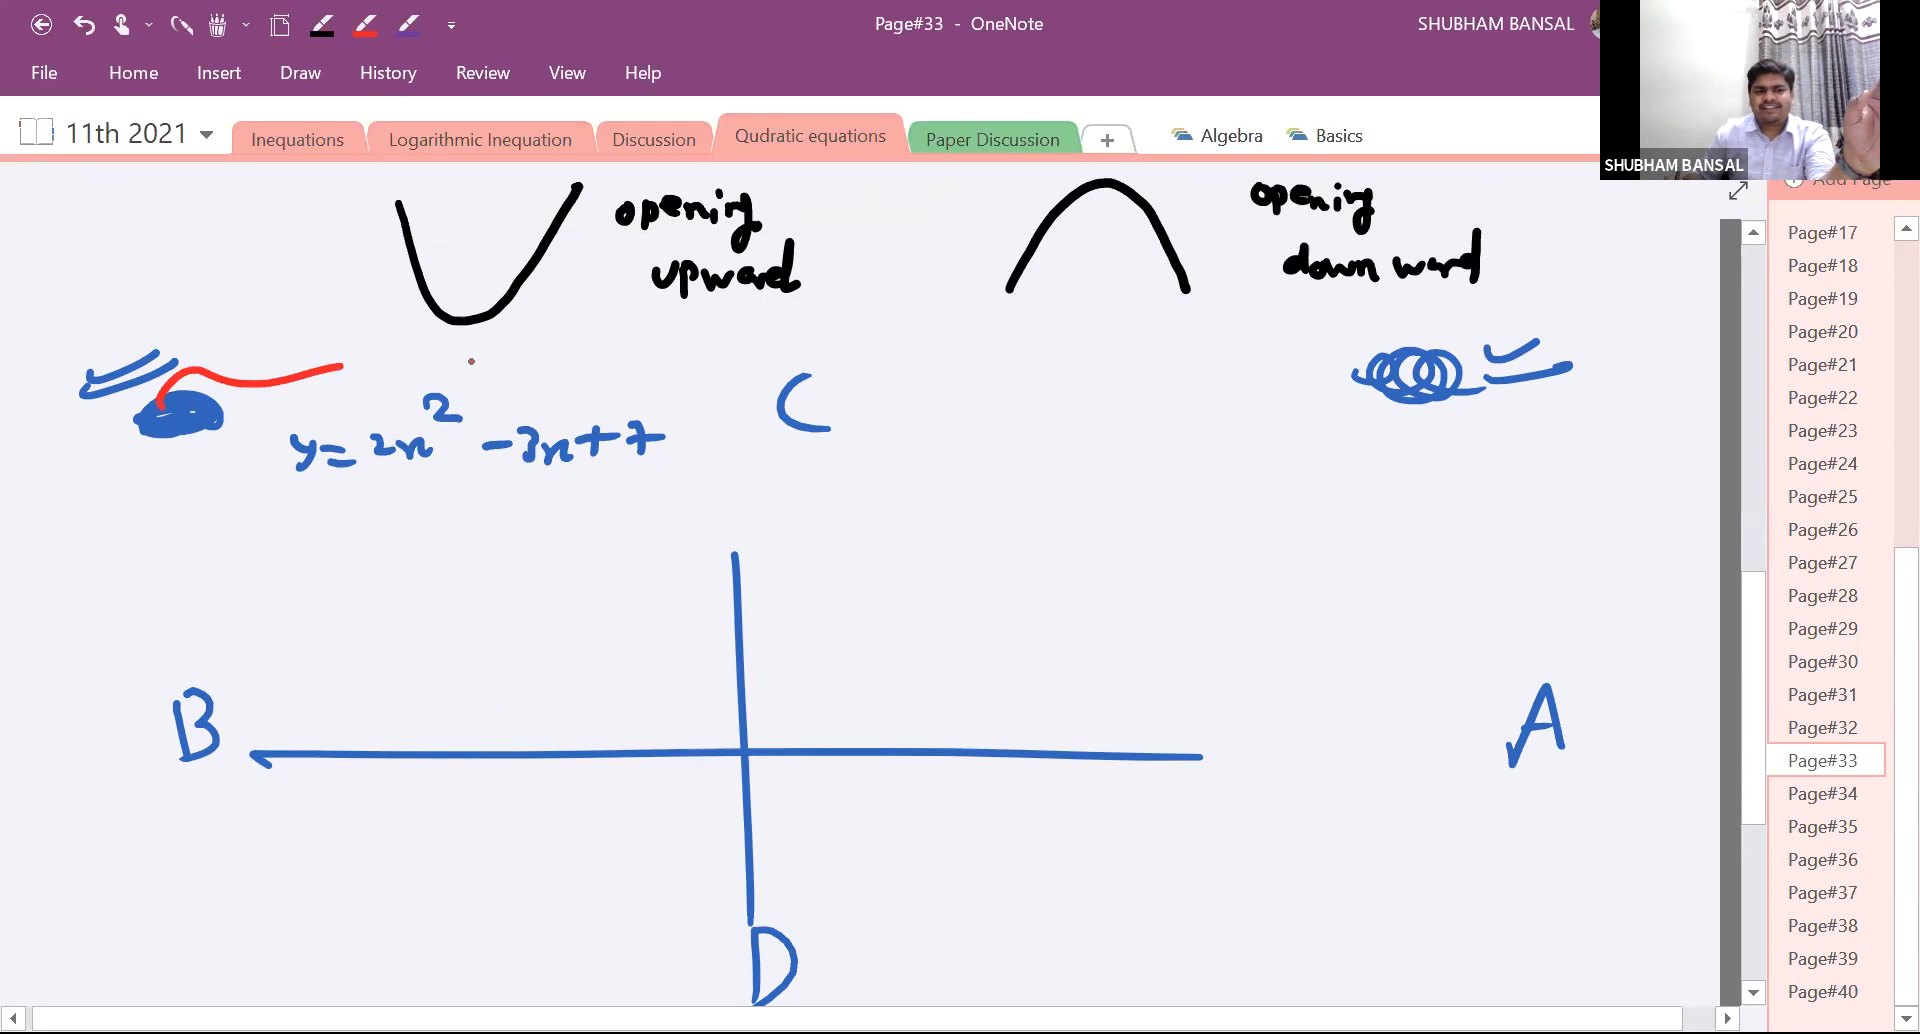 Page#33 - OneNote
SHUBHAM BANSAL
File Home Insert Draw History Review View Help
11th 2021
Inequations
Logarithmic Inequation
Discussion
Qudratic equations
Paper Discussion
+
Algebra
Basics
SHUBHAM BANSAL
Add Page
opening
upward
opening
downward
y = 2x² - 3x + 7
C
B
A
D
Page#17
Page#18
Page#19
Page#20
Page#21
Page#22
Page#23
Page#24
Page#25
Page#26
Page#27
Page#28
Page#29
Page#30
Page#31
Page#32
Page#33
Page#34
Page#35
Page#36
Page#37
Page#38
Page#39
Page#40